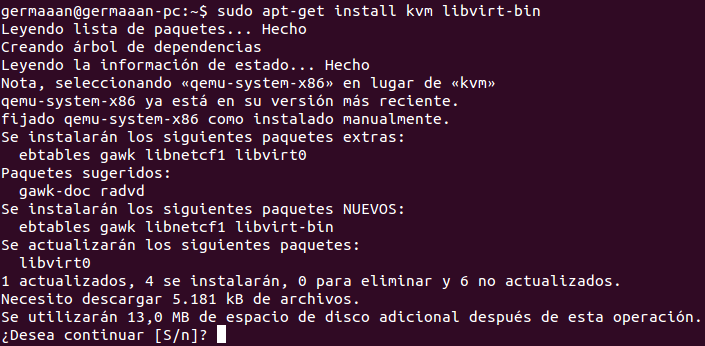 germaaan@germaaan-pc:~$ sudo apt-get install kvm libvirt-bin
Leyendo lista de paquetes... Hecho
Creando árbol de dependencias
Leyendo la información de estado... Hecho
Nota, seleccionando «qemu-system-x86» en lugar de «kvm»
qemu-system-x86 ya está en su versión más reciente.
fijado qemu-system-x86 como instalado manualmente.
Se instalarán los siguientes paquetes extras:
  ebtables gawk libnetcf1 libvirt0
Paquetes sugeridos:
  gawk-doc radvd
Se instalarán los siguientes paquetes NUEVOS:
  ebtables gawk libnetcf1 libvirt-bin
Se actualizarán los siguientes paquetes:
  libvirt0
1 actualizados, 4 se instalarán, 0 para eliminar y 6 no actualizados.
Necesito descargar 5.181 kB de archivos.
Se utilizarán 13,0 MB de espacio de disco adicional después de esta operación.
¿Desea continuar [S/n]?